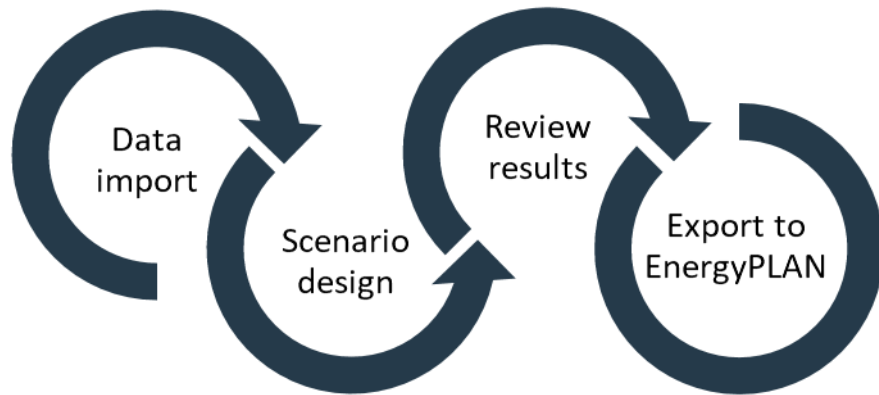 Data
import
Scenario
design
Review
results
Export to
EnergyPLAN